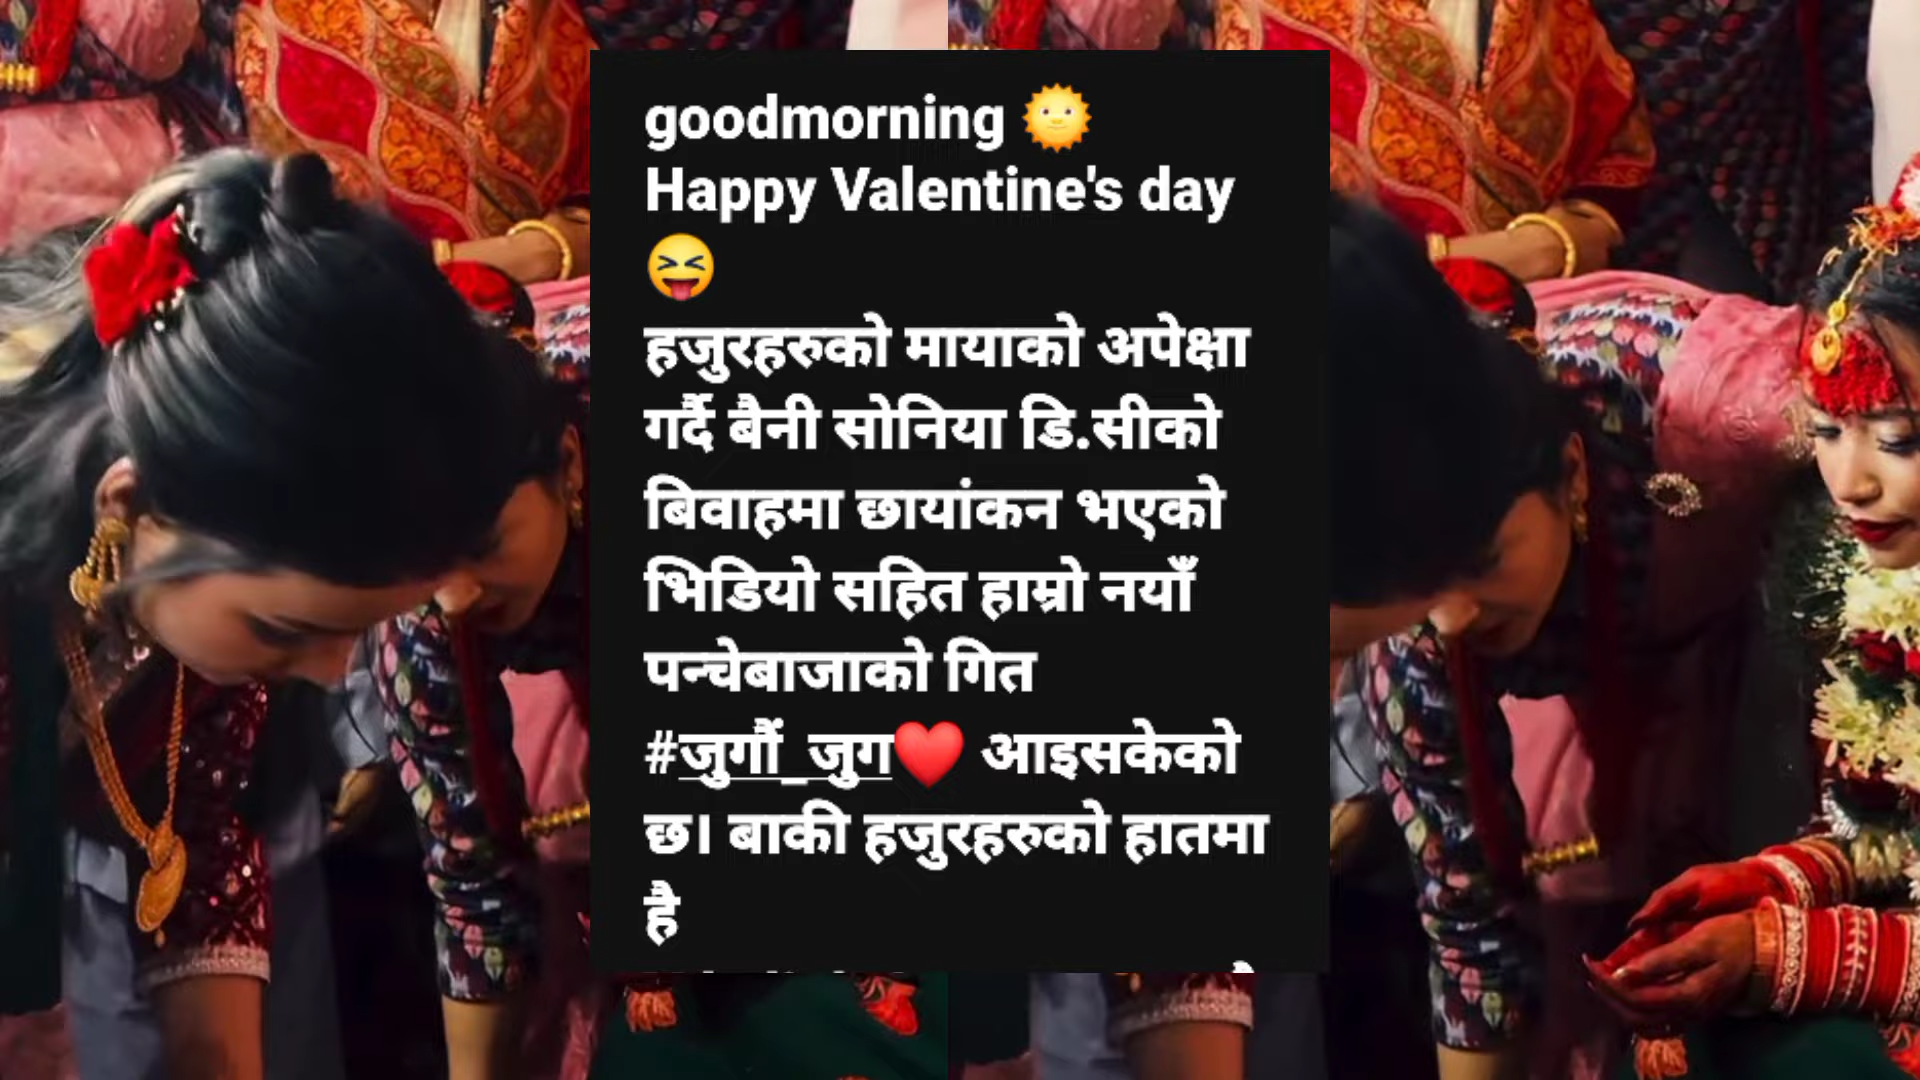 goodmorning 🌞
Happy Valentine's day
😝
हजुरहरुको मायाको अपेक्षा
गर्दै बैनी सोनिया डि.सीको
बिवाहमा छायांकन भएको
भिडियो सहित हाम्रो नयाँ
पन्चेबाजाको गित
#जुगौं_जुग❤️ आइसकेको
छ। बाकी हजुरहरुको हातमा
है